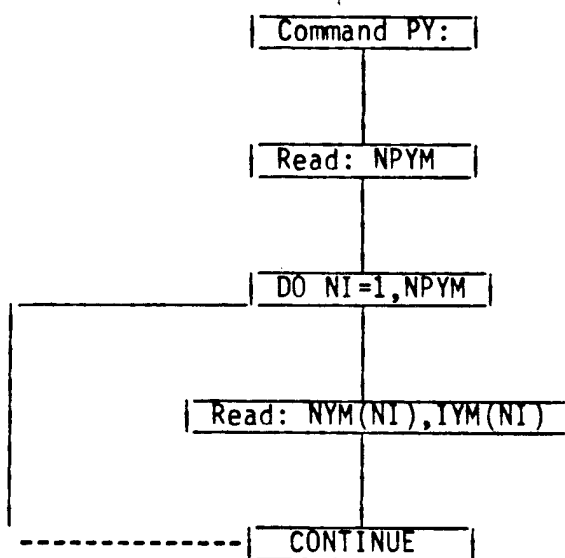 Command PY:
Read: NPYM
DO NI=1,NPYM
Read: NYM(NI),IYM(NI)
CONTINUE